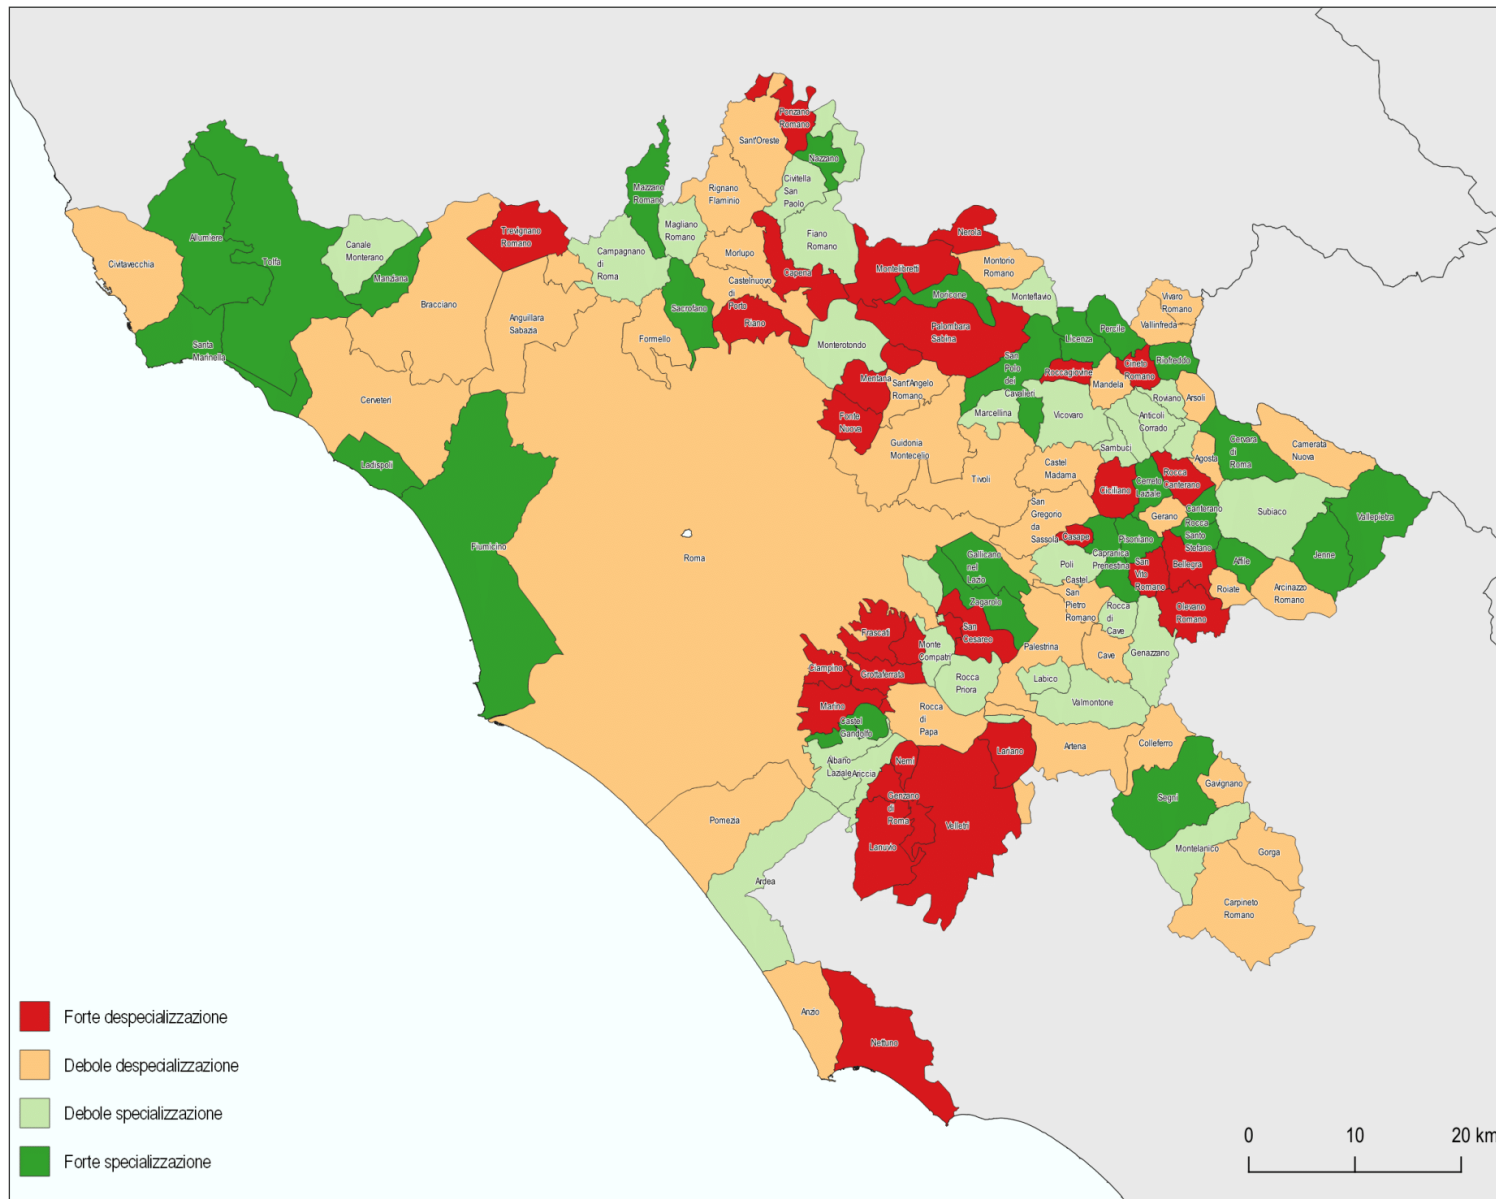 Ponzano
Romano
Sant'Oreste
Nazzano
Civitella
San
Paolo
Mazzano
Romano
Rignano
Flaminio
Magliano
Romano
Fiano
Romano
Trevignano
Romano
Nerola
Allumiere
Tolfa
Canale
Monterano
Manziana
Civitavecchia
Campagnano
di
Roma
Morlupo
Capena
Montelibretti
Montorio
Romano
Castelnuovo
di
Porto
Moricone
Monteflavio
Vivaro
Romano
Vallinfreda
Bracciano
Anguillara
Sabazia
Sacrofano
Riano
Formello
Monterotondo
Palombara
Sabina
Licenza
Percile
Santa
Marinella
San
Polo
dei
Cavalieri
Roccagiovine
Cineto
Romano
Riofreddo
Mandela
Mentana
Sant'Angelo
Romano
Cerveteri
Fonte
Nuova
Marcellina
Vicovaro
Roviano
Arsoli
Anticoli
Corrado
Guidonia
Montecelio
Sambuci
Cervara
di
Roma
Camerata
Nuova
Agosta
Ladispoli
Tivoli
Castel
Madama
Ciciliano
Cerreto
Laziale
Rocca
Canterano
San
Gregorio
da
Sassola
Gerano
Canterano
Rocca
Santo
Stefano
Subiaco
Vallepietra
Fiumicino
Roma
Casape
Pisoniano
Gallicano
nel
Lazio
Poli
Capranica
Prenestina
San
Vito
Romano
Bellegra
Affile
Jenne
Castel
San
Pietro
Romano
Roiate
Arcinazzo
Romano
Zagarolo
Rocca
di
Cave
Olevano
Romano
San
Cesareo
Frascati
Monte
Compatri
Palestrina
Cave
Genazzano
Ciampino
Grottaferrata
Rocca
Priora
Labico
Valmontone
Marino
Rocca
di
Papa
Castel
Gandolfo
Lariano
Artena
Colleferro
Albano
Laziale
Ariccia
Nemi
Genzano
di
Roma
Segni
Gavignano
Pomezia
Velletri
Lanuvio
Montelanico
Gorga
Ardea
Carpineto
Romano
Anzio
Nettuno
Forte despecializzazione
Debole despecializzazione
Debole specializzazione
Forte specializzazione
0 10 20 km